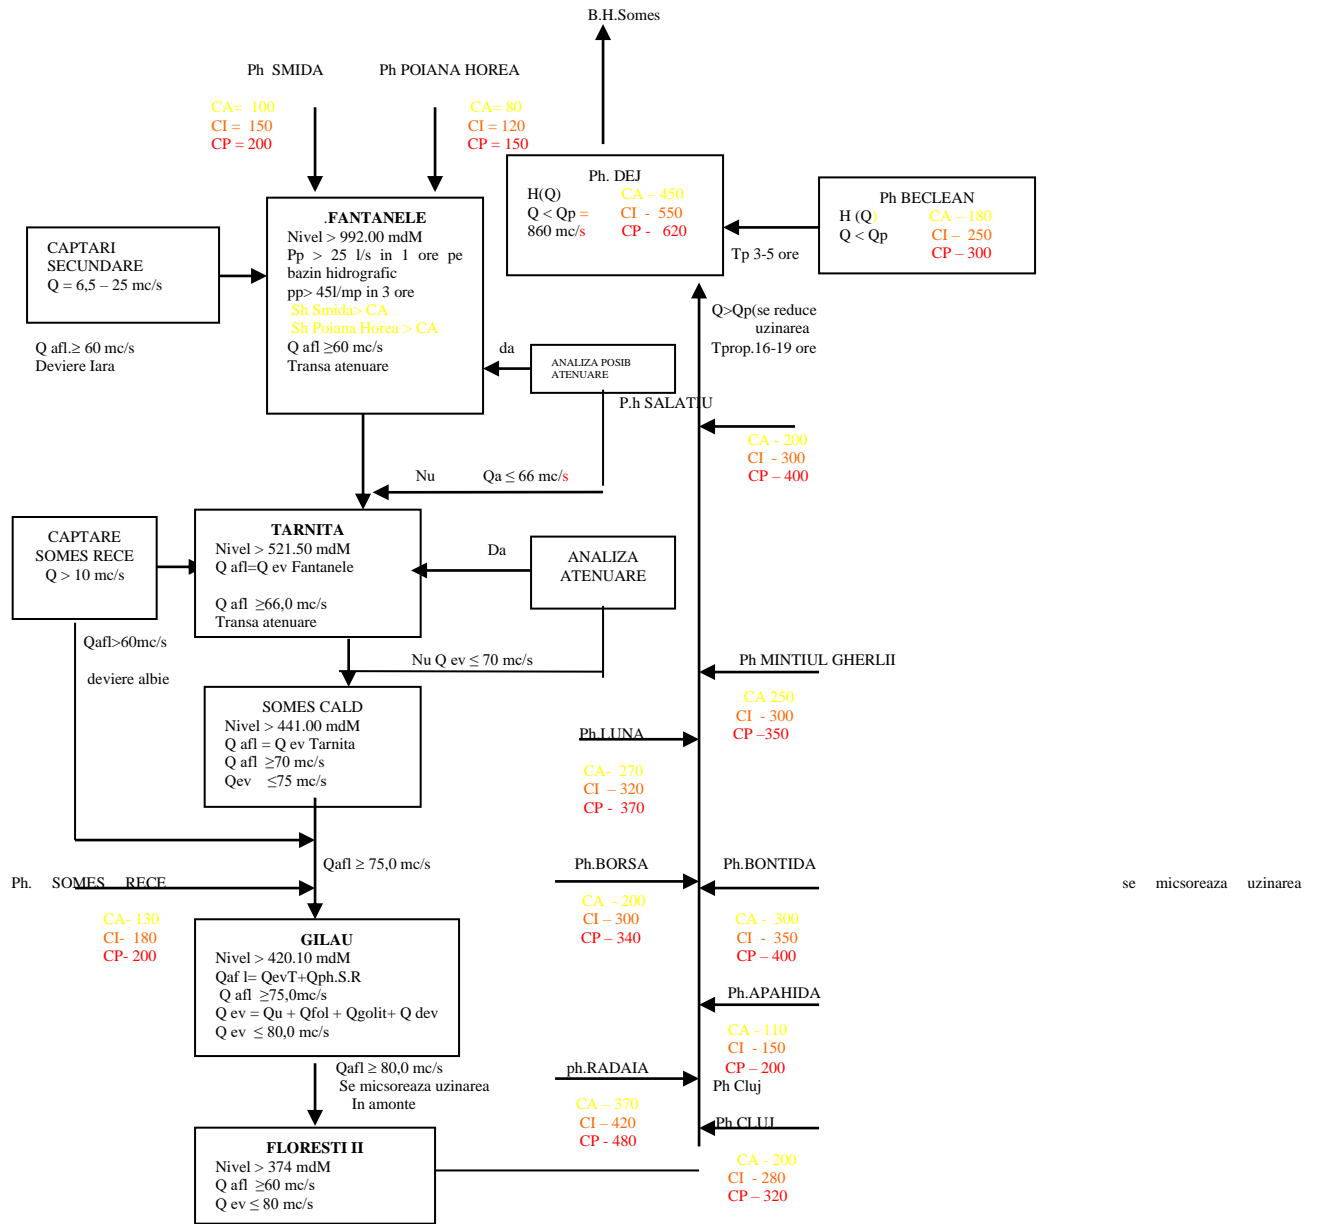 B.H.Somes
Ph SMIDA
CA= 100
CI = 150
CP = 200
Ph POIANA HOREA
CA= 80
CI = 120
CP = 150
Ph. DEJ
H(Q) CA – 450
Q < Qp = CI - 550
860 mc/s CP - 620
Ph BECLEAN
H (Q) CA – 180
Q < Qp CI – 250
CP – 300
Tp 3-5 ore
CAPTARI
SECUNDARE
Q = 6,5 – 25 mc/s
Q afl.≥ 60 mc/s
Deviere Iara
.FANTANELE
Nivel > 992.00 mdM
Pp > 25 l/s in 1 ore pe
bazin hidrografic
pp> 45l/mp in 3 ore
Sh Smida> CA
Sh Poiana Horea > CA
Q afl ≥60 mc/s
Transa atenuare
da
ANALIZA POSIB
ATENUARE
Q>Qp(se reduce
uzinarea
Tprop.16-19 ore
P.h SALATIU
CA - 200
CI - 300
CP – 400
Nu Qa ≤ 66 mc/s
CAPTARE
SOMES RECE
Q > 10 mc/s
TARNITA
Nivel > 521.50 mdM
Q afl=Q ev Fantanele
Q afl ≥66,0 mc/s
Transa atenuare
Da
ANALIZA
ATENUARE
Qafl>60mc/s
deviere albie
Nu Q ev ≤ 70 mc/s
Ph MINTIUL GHERLII
CA 250
CI - 300
CP –350
SOMES CALD
Nivel > 441.00 mdM
Q afl = Q ev Tarnita
Q afl ≥70 mc/s
Qev ≤75 mc/s
Ph.LUNA
CA- 270
CI – 320
CP - 370
Qafl ≥ 75,0 mc/s
Ph. SOMES RECE
CA- 130
CI- 180
CP- 200
Ph.BORSA
CA - 200
CI – 300
CP – 340
Ph.BONTIDA
CA - 300
CI - 350
CP – 400
se micsoreaza uzinarea
GILAU
Nivel > 420.10 mdM
Qaf l= QevT+Qph.S.R
Q afl ≥75,0mc/s
Q ev = Qu + Qfol + Qgolit+ Q dev
Q ev ≤ 80,0 mc/s
Ph.APAHIDA
CA - 110
CI - 150
CP – 200
Qafl ≥ 80,0 mc/s
Se micsoreaza uzinarea
In amonte
ph.RADAIA
CA – 370
CI – 420
CP - 480
Ph Cluj
Ph CLUJ
CA - 200
CI - 280
CP – 320
FLORESTI II
Nivel > 374 mdM
Q afl ≥60 mc/s
Q ev ≤ 80 mc/s